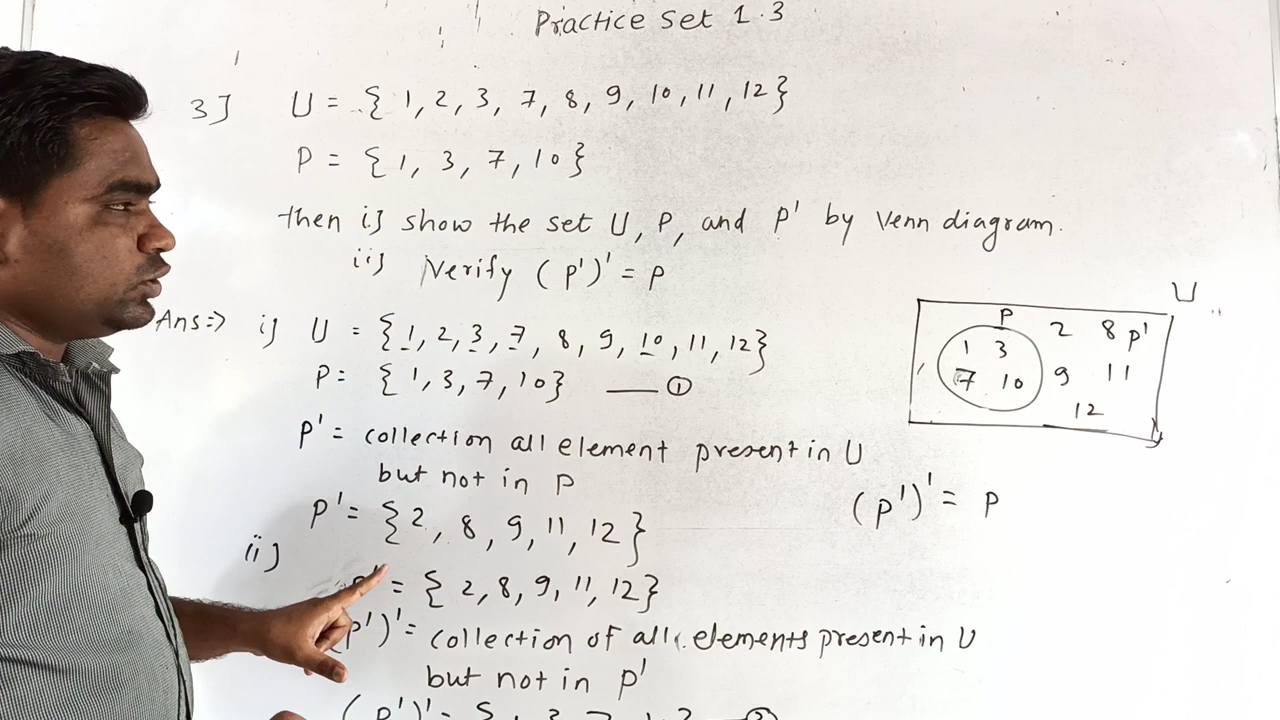 Practice Set 1.3
3] U = { 1, 2, 3, 7, 8, 9, 10, 11, 12 }
P = { 1, 3, 7, 10 }
then i] show the set U, P, and P' by Venn diagram.
ii] Verify (P')' = P
Ans:⇒ i] U = { 1, 2, 3, 7, 8, 9, 10, 11, 12 }
P = { 1, 3, 7, 10 } —— ①
P' = collection all element present in U
but not in P
P' = { 2, 8, 9, 11, 12 }
ii]
' = { 2, 8, 9, 11, 12 }
(P')' = collection of all elements present in U
but not in P'
(P')' =
U
P 2 8 P'
1 3
7 10 9 11
12
(P')' = P